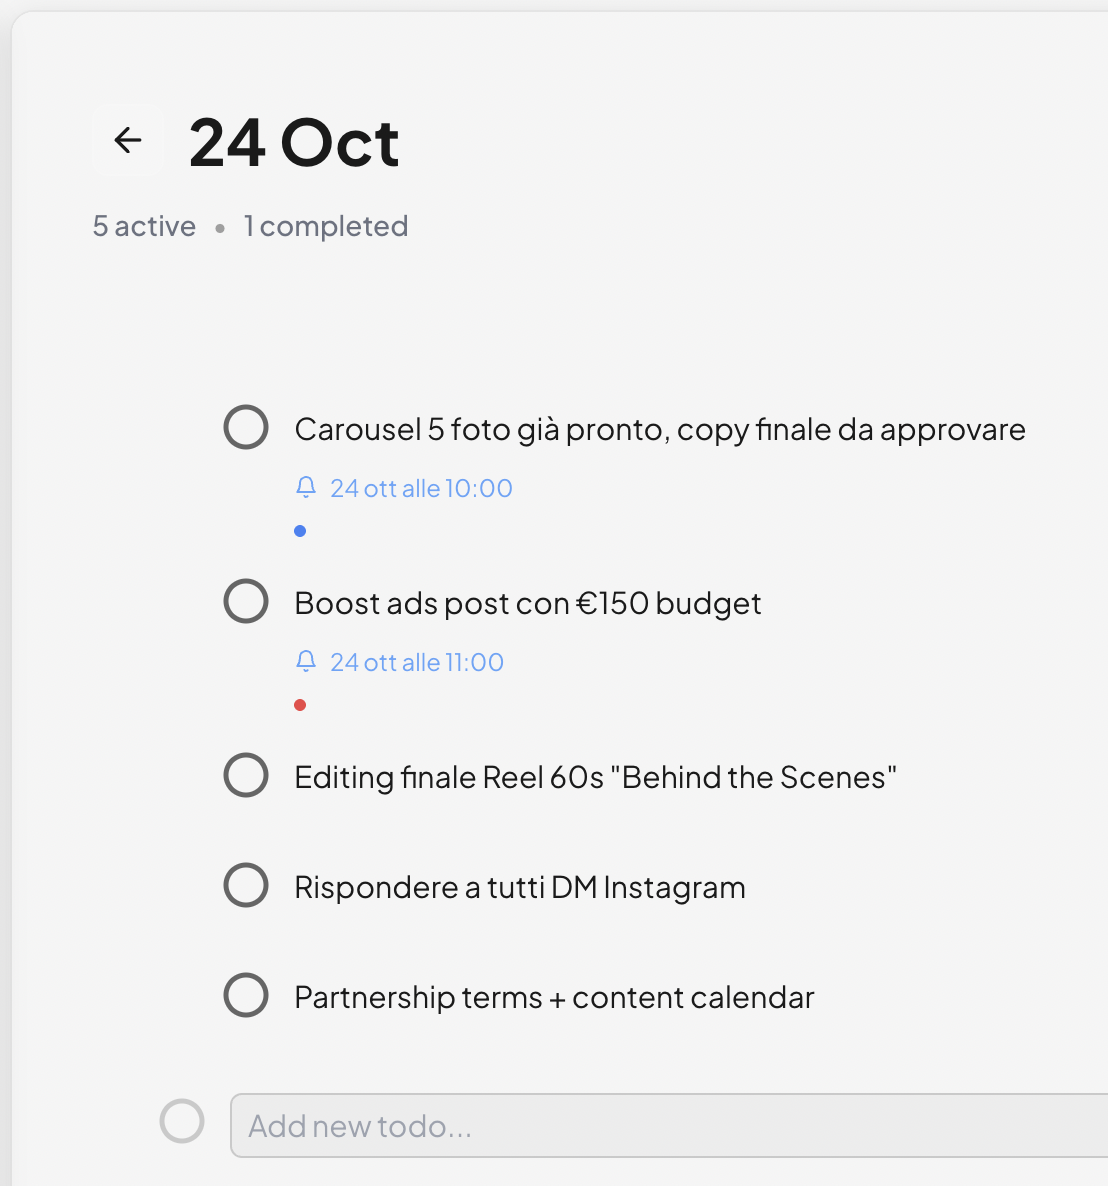 24 Oct
5 active • 1 completed
Carousel 5 foto già pronto, copy finale da approvare
24 ott alle 10:00
Boost ads post con €150 budget
24 ott alle 11:00
Editing finale Reel 60s "Behind the Scenes"
Rispondere a tutti DM Instagram
Partnership terms + content calendar
Add new todo...